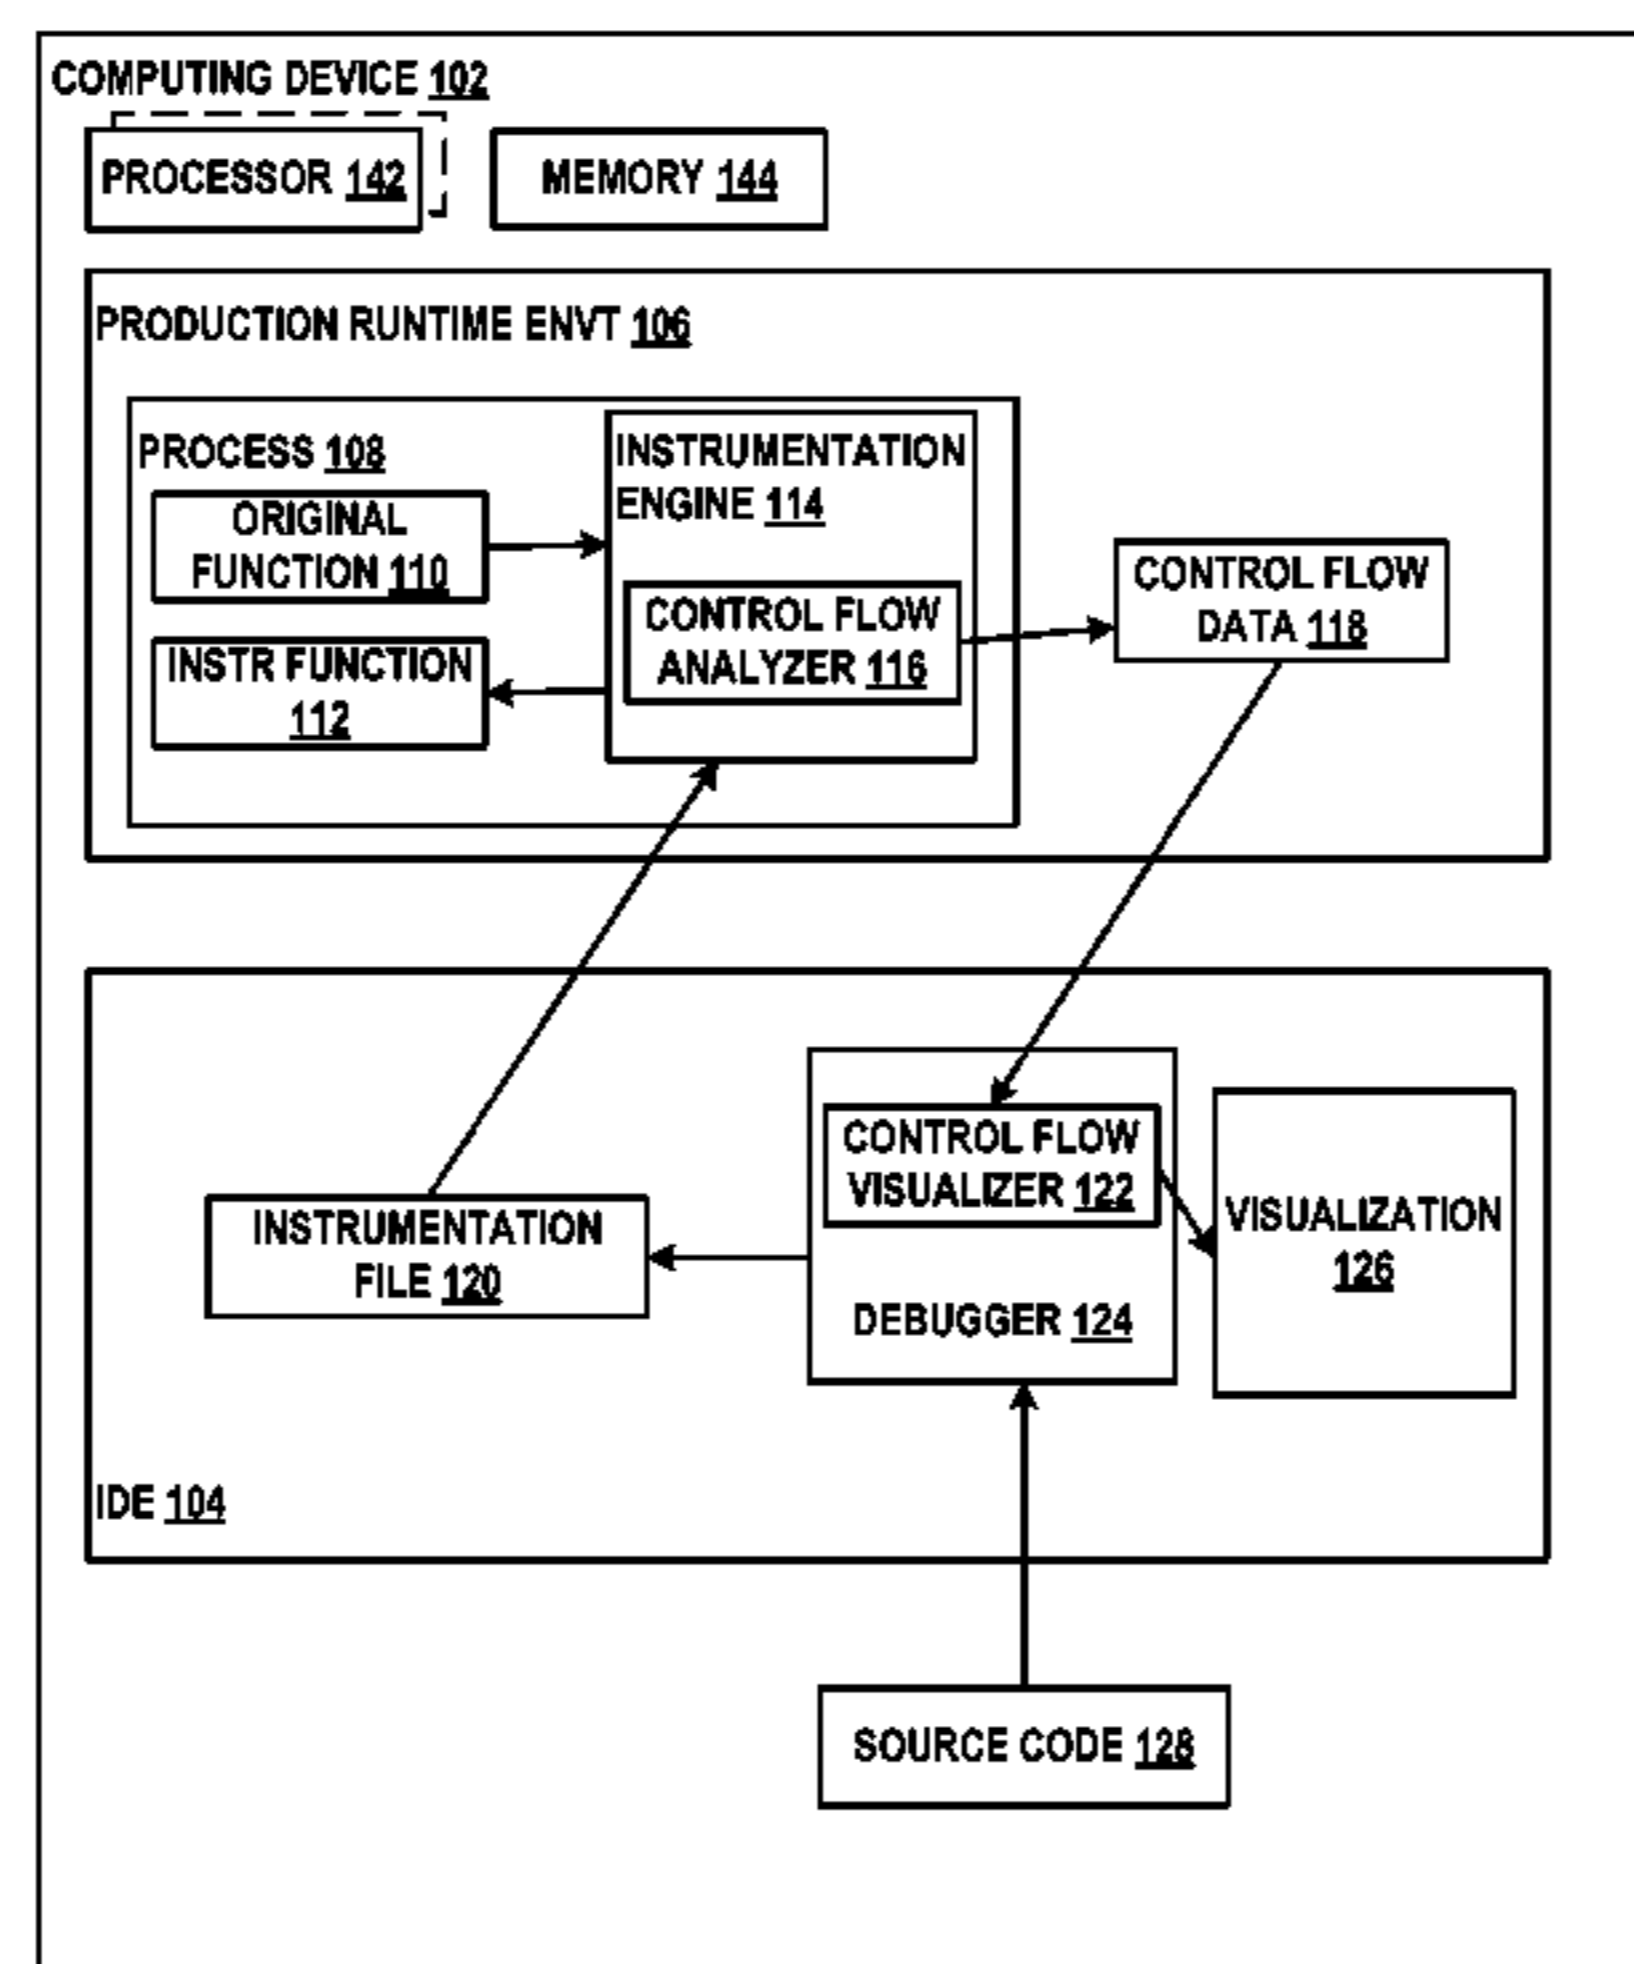 COMPUTING DEVICE 102
PROCESSOR 142
MEMORY 144
PRODUCTION RUNTIME ENVT 106
PROCESS 108
ORIGINAL
FUNCTION 110
INSTR FUNCTION
112
INSTRUMENTATION
ENGINE 114
CONTROL FLOW
ANALYZER 116
CONTROL FLOW
DATA 118
CONTROL FLOW
VISUALIZER 122
DEBUGGER 124
VISUALIZATION
126
INSTRUMENTATION
FILE 120
IDE 104
SOURCE CODE 128